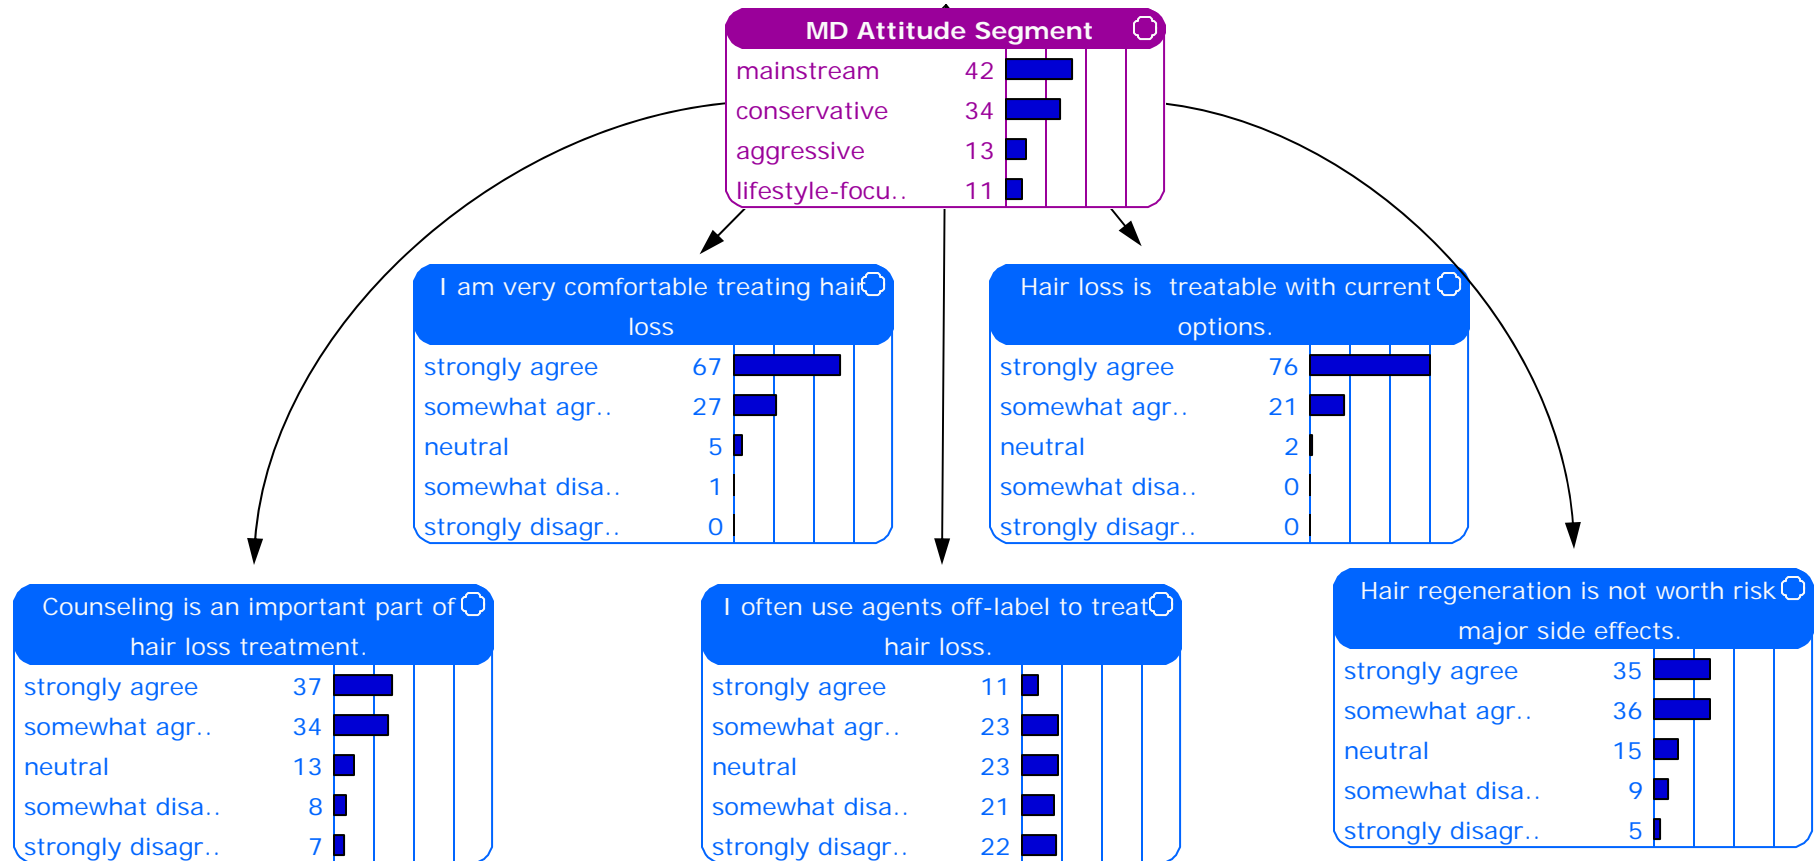 MD Attitude Segment
mainstream 42
conservative 34
aggressive 13
lifestyle-focu.. 11
I am very comfortable treating hair
loss
strongly agree 67
somewhat agr.. 27
neutral 5
somewhat disa.. 1
strongly disagr.. 0
Hair loss is treatable with current
options.
strongly agree 76
somewhat agr.. 21
neutral 2
somewhat disa.. 0
strongly disagr.. 0
Counseling is an important part of
hair loss treatment.
strongly agree 37
somewhat agr.. 34
neutral 13
somewhat disa.. 8
strongly disagr.. 7
I often use agents off-label to treat
hair loss.
strongly agree 11
somewhat agr.. 23
neutral 23
somewhat disa.. 21
strongly disagr.. 22
Hair regeneration is not worth risk
major side effects.
strongly agree 35
somewhat agr.. 36
neutral 15
somewhat disa.. 9
strongly disagr.. 5